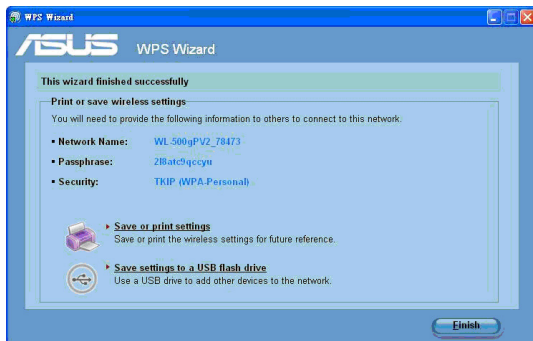 WPS Wizard
ASUS WPS Wizard
This wizard finished successfully
Print or save wireless settings
You will need to provide the following information to others to connect to this network.
▪ Network Name: WL-500gPV2_78473
▪ Passphrase: 2l8atc9qccyu
▪ Security: TKIP (WPA-Personal)
Save or print settings
Save or print the wireless settings for future reference.
Save settings to a USB flash drive
Use a USB drive to add other devices to the network.
Finish